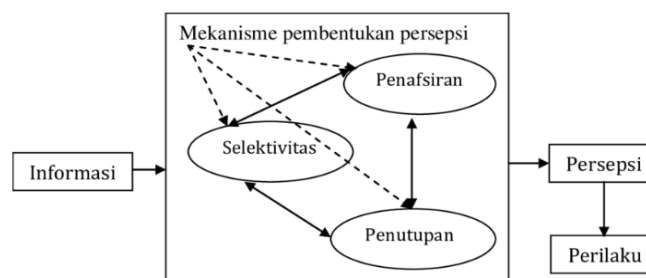 Mekanisme pembentukan persepsi
Penafsiran
Selektivitas
Informasi
Persepsi
Penutupan
Perilaku